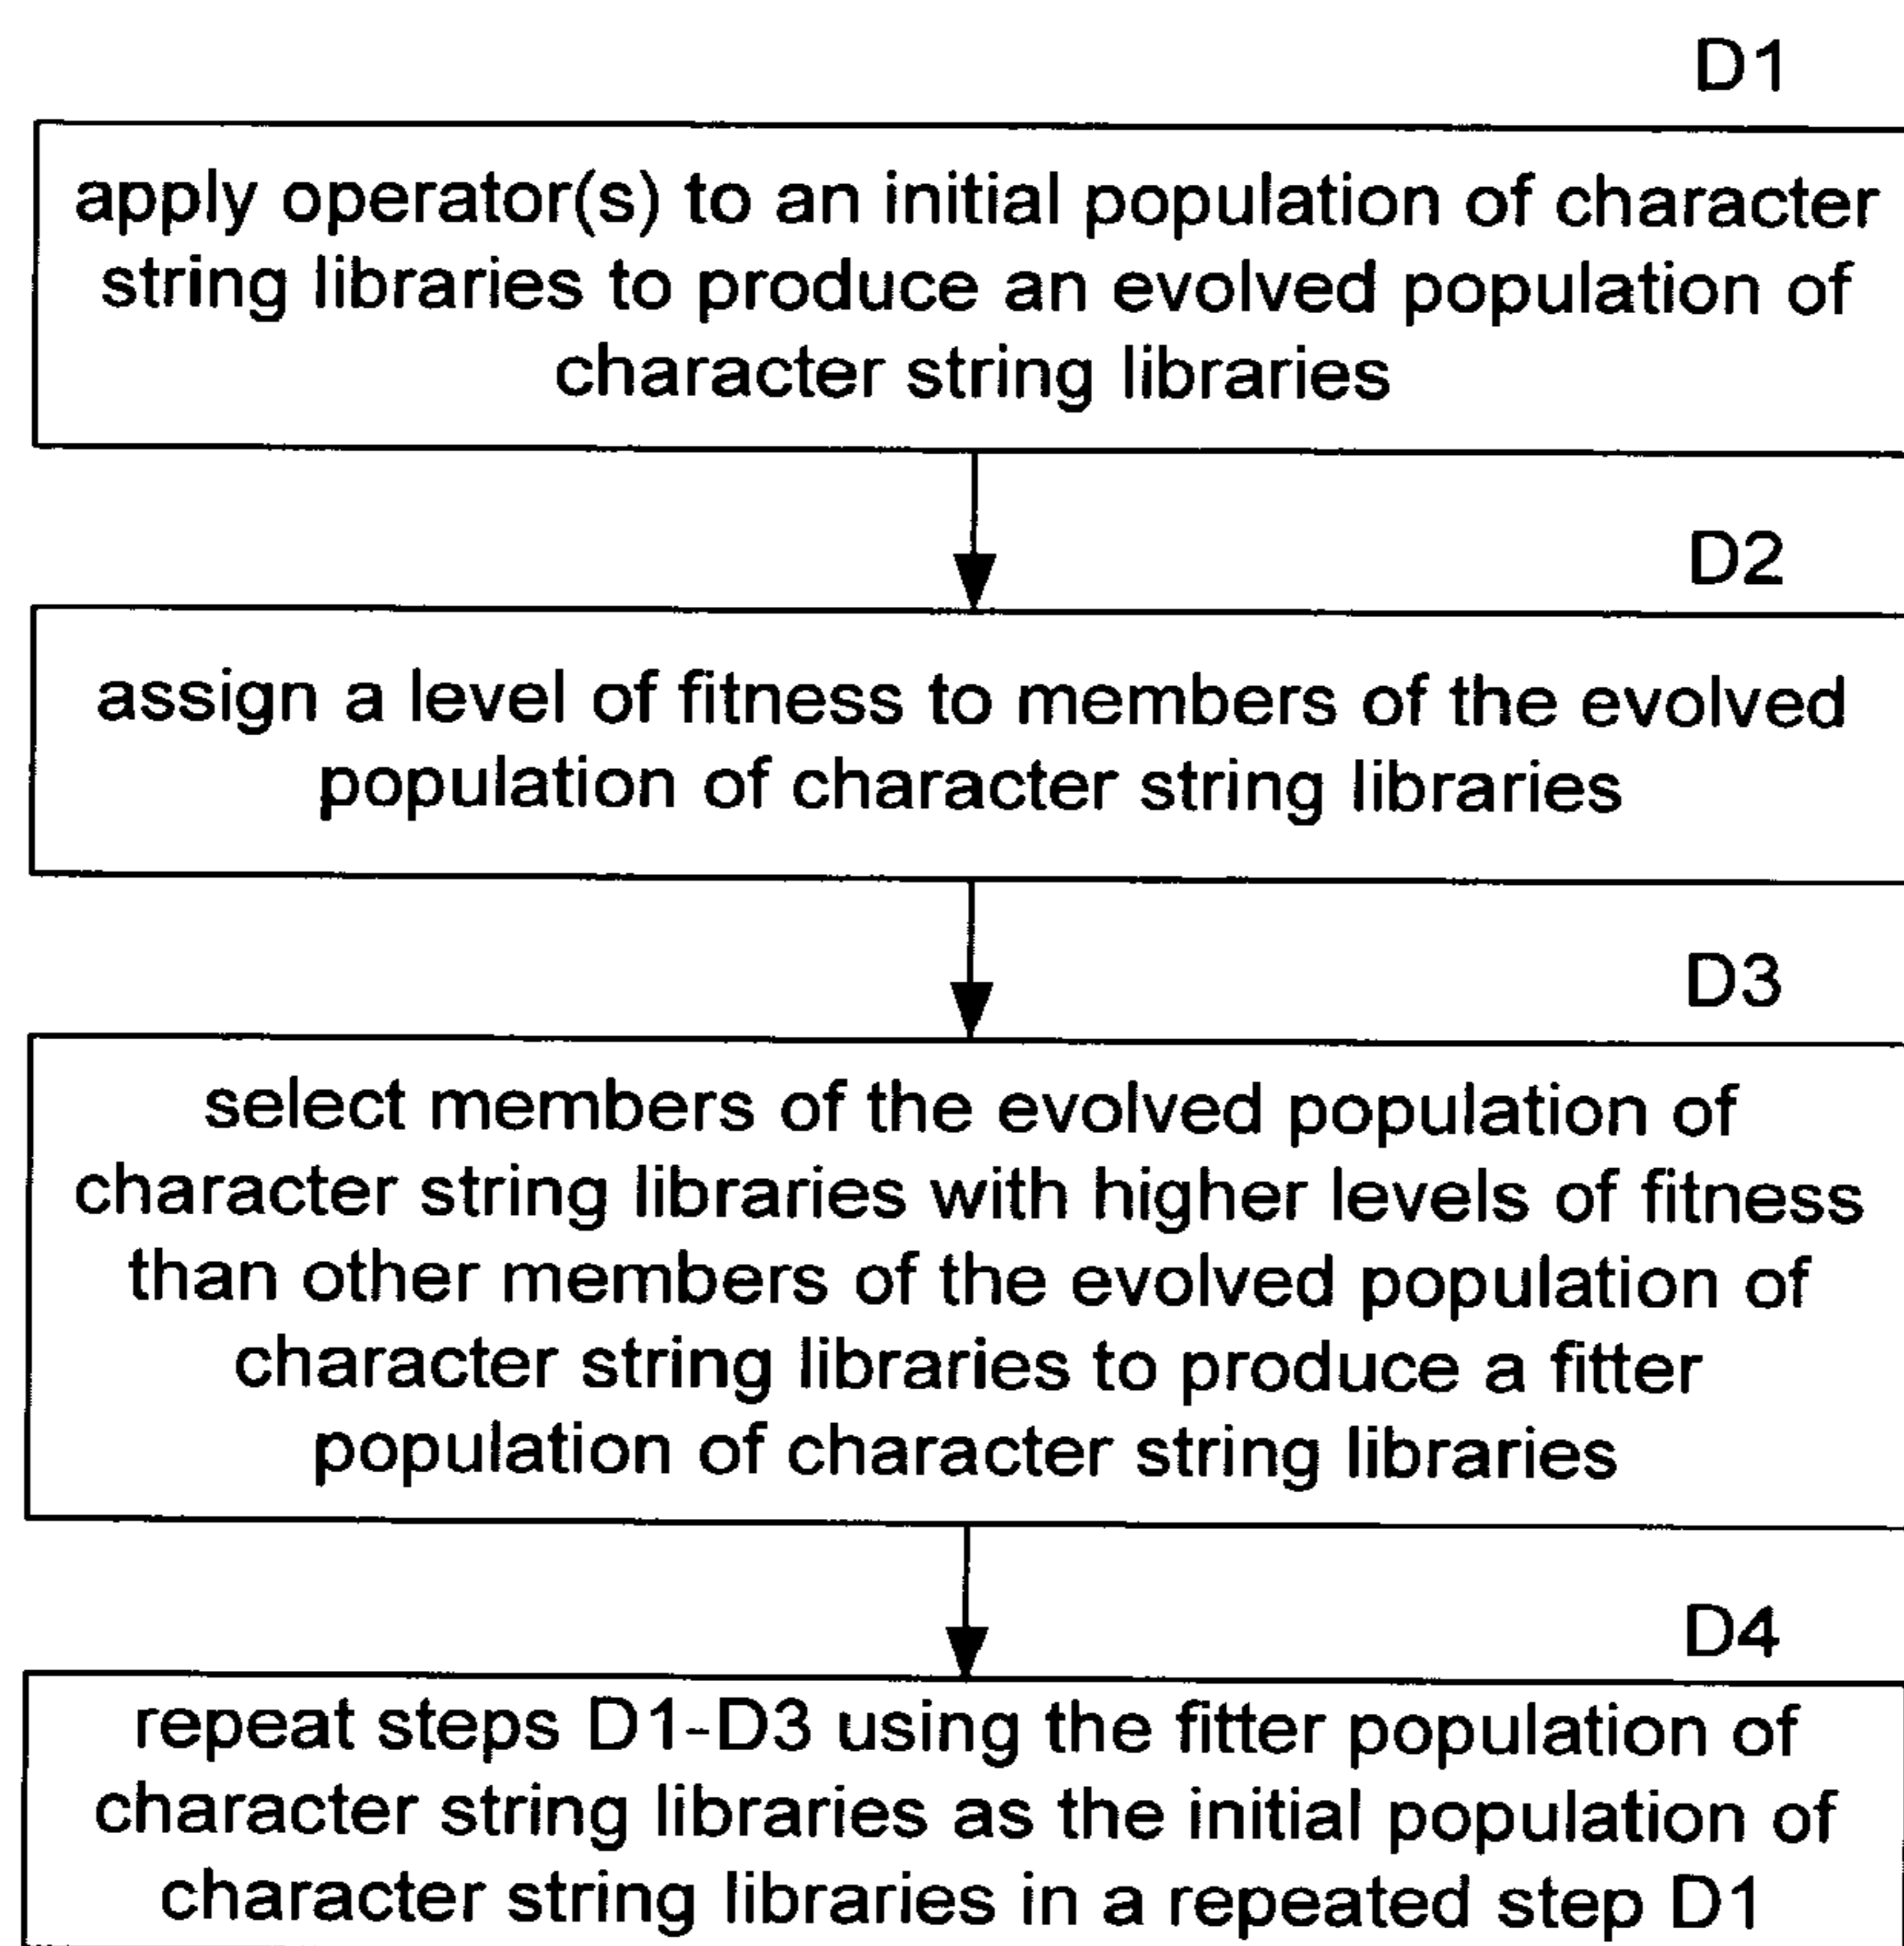 D1
apply operator(s) to an initial population of character
string libraries to produce an evolved population of
character string libraries
D2
assign a level of fitness to members of the evolved
population of character string libraries
D3
select members of the evolved population of
character string libraries with higher levels of fitness
than other members of the evolved population of
character string libraries to produce a fitter
population of character string libraries
D4
repeat steps D1-D3 using the fitter population of
character string libraries as the initial population of
character string libraries in a repeated step D1